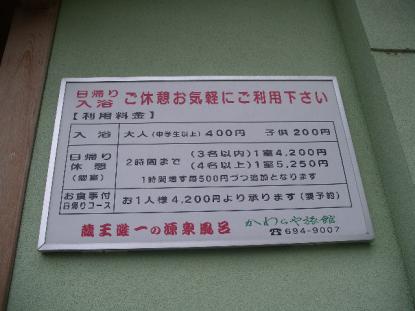 日帰り入浴 ご休憩お気軽にご利用下さい
【利用料金】
入浴 大人(中学生以上)400円 子供200円
日帰り休憩(個室) 2時間まで (3名以内)1室4,200円
(4名以上)1室5,250円
1時間増す毎500円づつ追加となります
お食事付日帰りコース お1人様4,200円より承ります(要予約)
蔵王唯一の源泉風呂 かわらや旅館
☎694-9007